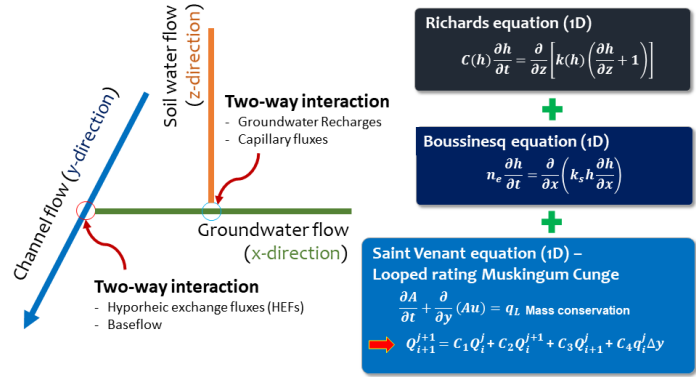 Soil water flow
(z-direction)
Two-way interaction
- Groundwater Recharges
- Capillary fluxes
Channel flow (y-direction)
Groundwater flow
(x-direction)
Two-way interaction
- Hyporheic exchange fluxes (HEFs)
- Baseflow
Richards equation (1D)
C(h) ∂h/∂t = ∂/∂z [k(h) (∂h/∂z + 1)]
Boussinesq equation (1D)
n_e ∂h/∂t = ∂/∂x (k_s h ∂h/∂x)
Saint Venant equation (1D) –
Looped rating Muskingum Cunge
∂A/∂t + ∂/∂y (Au) = q_L Mass conservation
Q_{i+1}^{j+1} = C_1 Q_i^j + C_2 Q_i^{j+1} + C_3 Q_{i+1}^j + C_4 q_i^j Δy